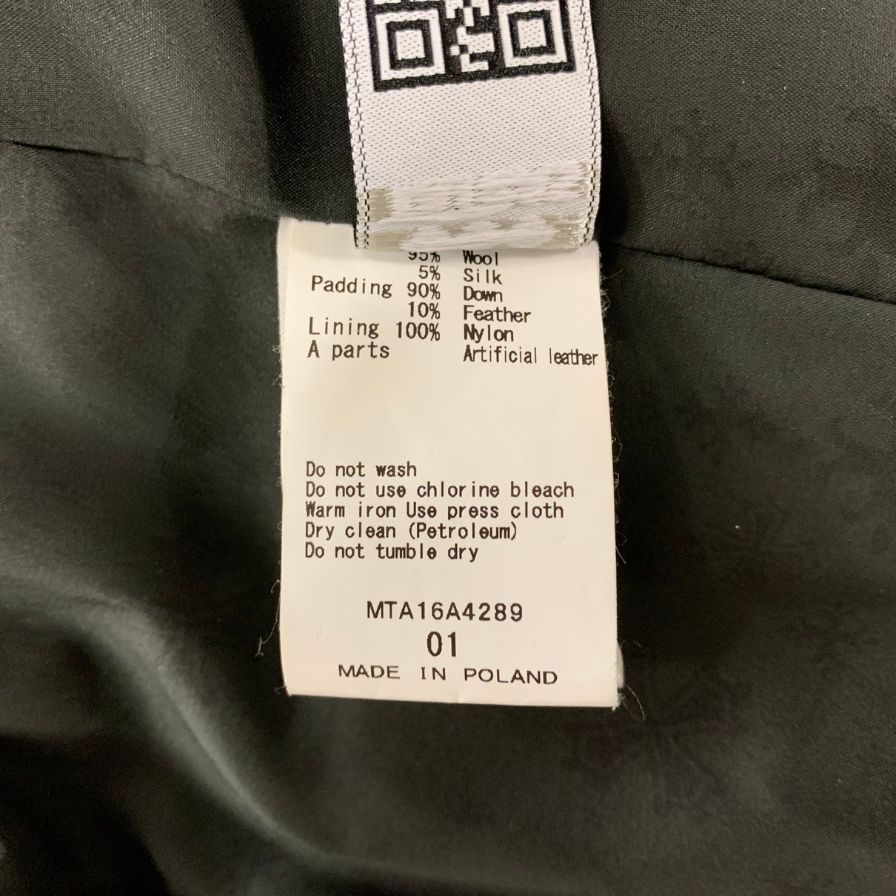 95% Wool
5% Silk
Padding 90% Down
10% Feather
Lining 100% Nylon
A parts Artificial leather
Do not wash
Do not use chlorine bleach
Warm iron Use press cloth
Dry clean (Petroleum)
Do not tumble dry
MTA16A4289
01
MADE IN POLAND